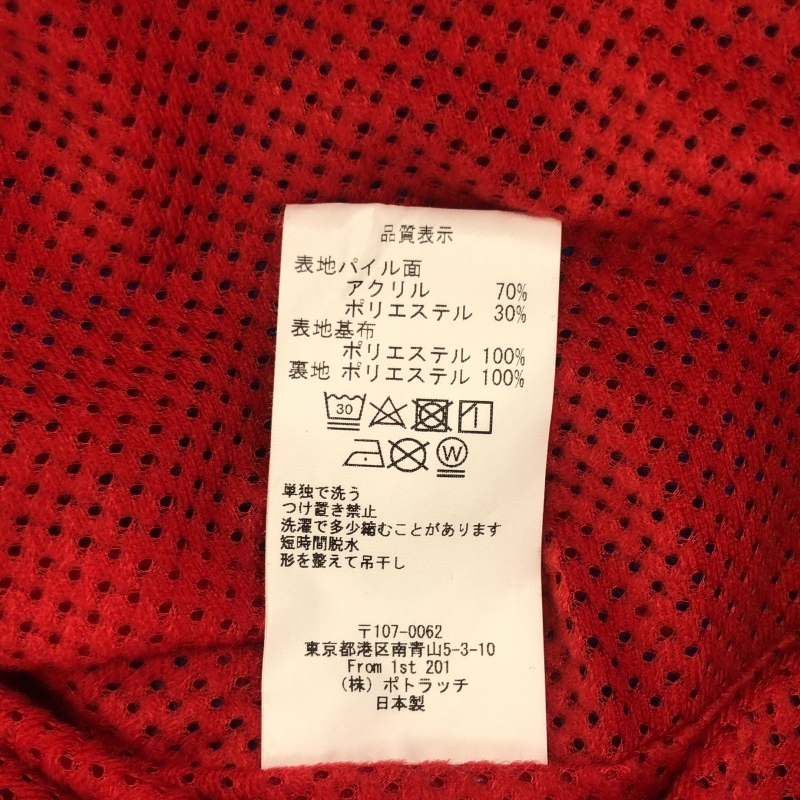 品質表示
表地パイル面
アクリル 70%
ポリエステル 30%
表地基布
ポリエステル 100%
裏地 ポリエステル 100%
30
W
単独で洗う
つけ置き禁止
洗濯で多少縮むことがあります
短時間脱水
形を整えて吊干し
〒107-0062
東京都港区南青山5-3-10
From 1st 201
(株) ポトラッチ
日本製